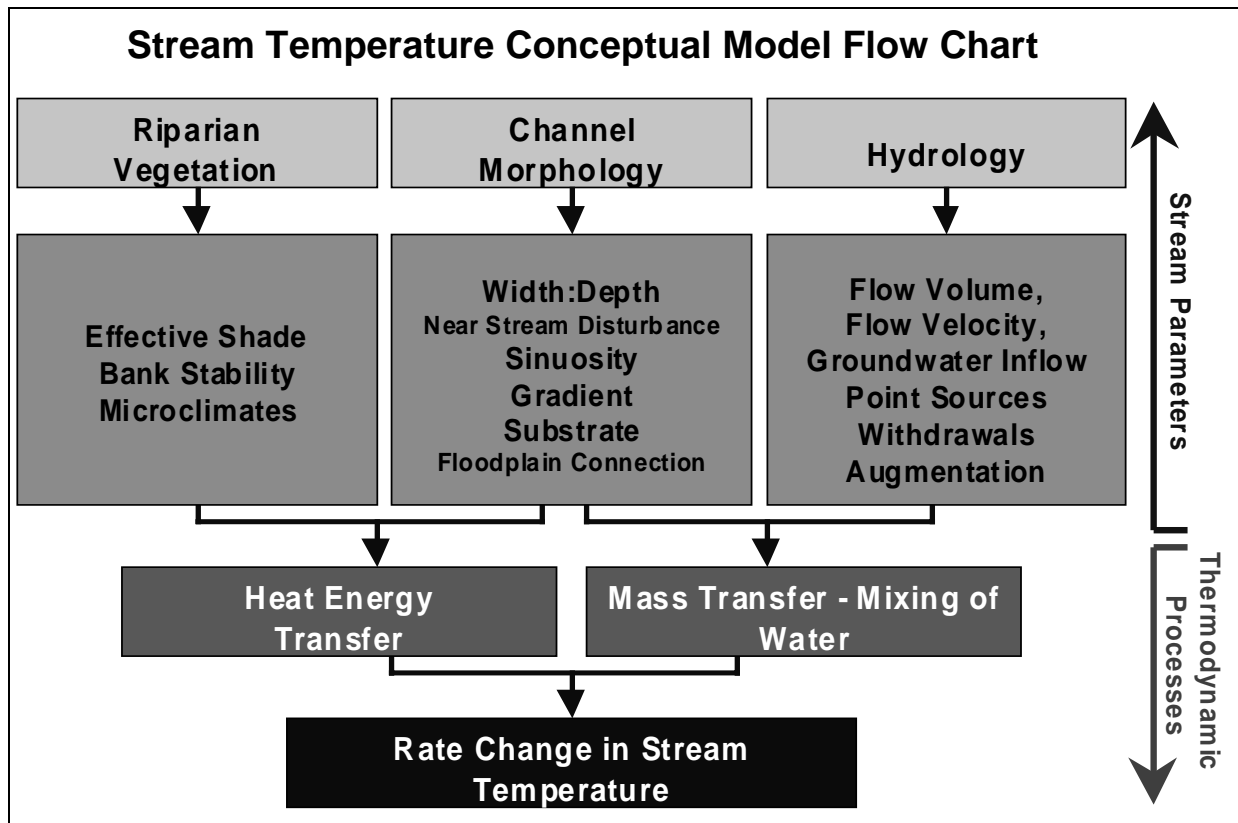 Stream Temperature Conceptual Model Flow Chart
Riparian
Vegetation
Channel
Morphology
Hydrology
Effective Shade
Bank Stability
Microclimates
Width:Depth
Near Stream Disturbance
Sinuosity
Gradient
Substrate
Floodplain Connection
Flow Volume,
Flow Velocity,
Groundwater Inflow
Point Sources
Withdrawals
Augmentation
Stream Parameters
Heat Energy
Transfer
Mass Transfer - Mixing of
Water
Thermodynamic
Processes
Rate Change in Stream
Temperature